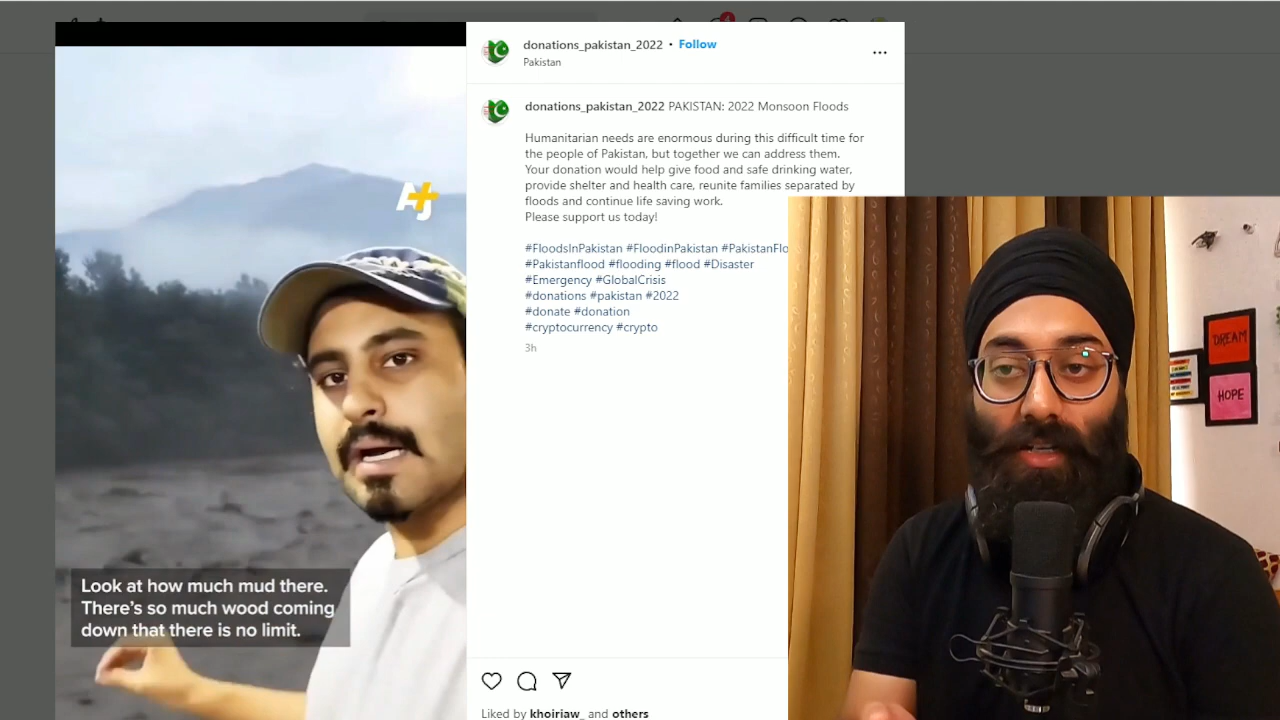 donations_pakistan_2022 • Follow
Pakistan
donations_pakistan_2022 PAKISTAN: 2022 Monsoon Floods
Humanitarian needs are enormous during this difficult time for
the people of Pakistan, but together we can address them.
Your donation would help give food and safe drinking water,
provide shelter and health care, reunite families separated by
floods and continue life saving work.
Please support us today!
#FloodsInPakistan #FloodinPakistan #PakistanFlo
#Pakistanflood #flooding #flood #Disaster
#Emergency #GlobalCrisis
#donations #pakistan #2022
#donate #donation
#cryptocurrency #crypto
3h
Liked by khoiriaw_ and others
AJ+
Look at how much mud there.
There's so much wood coming
down that there is no limit.
DREAM
HOPE